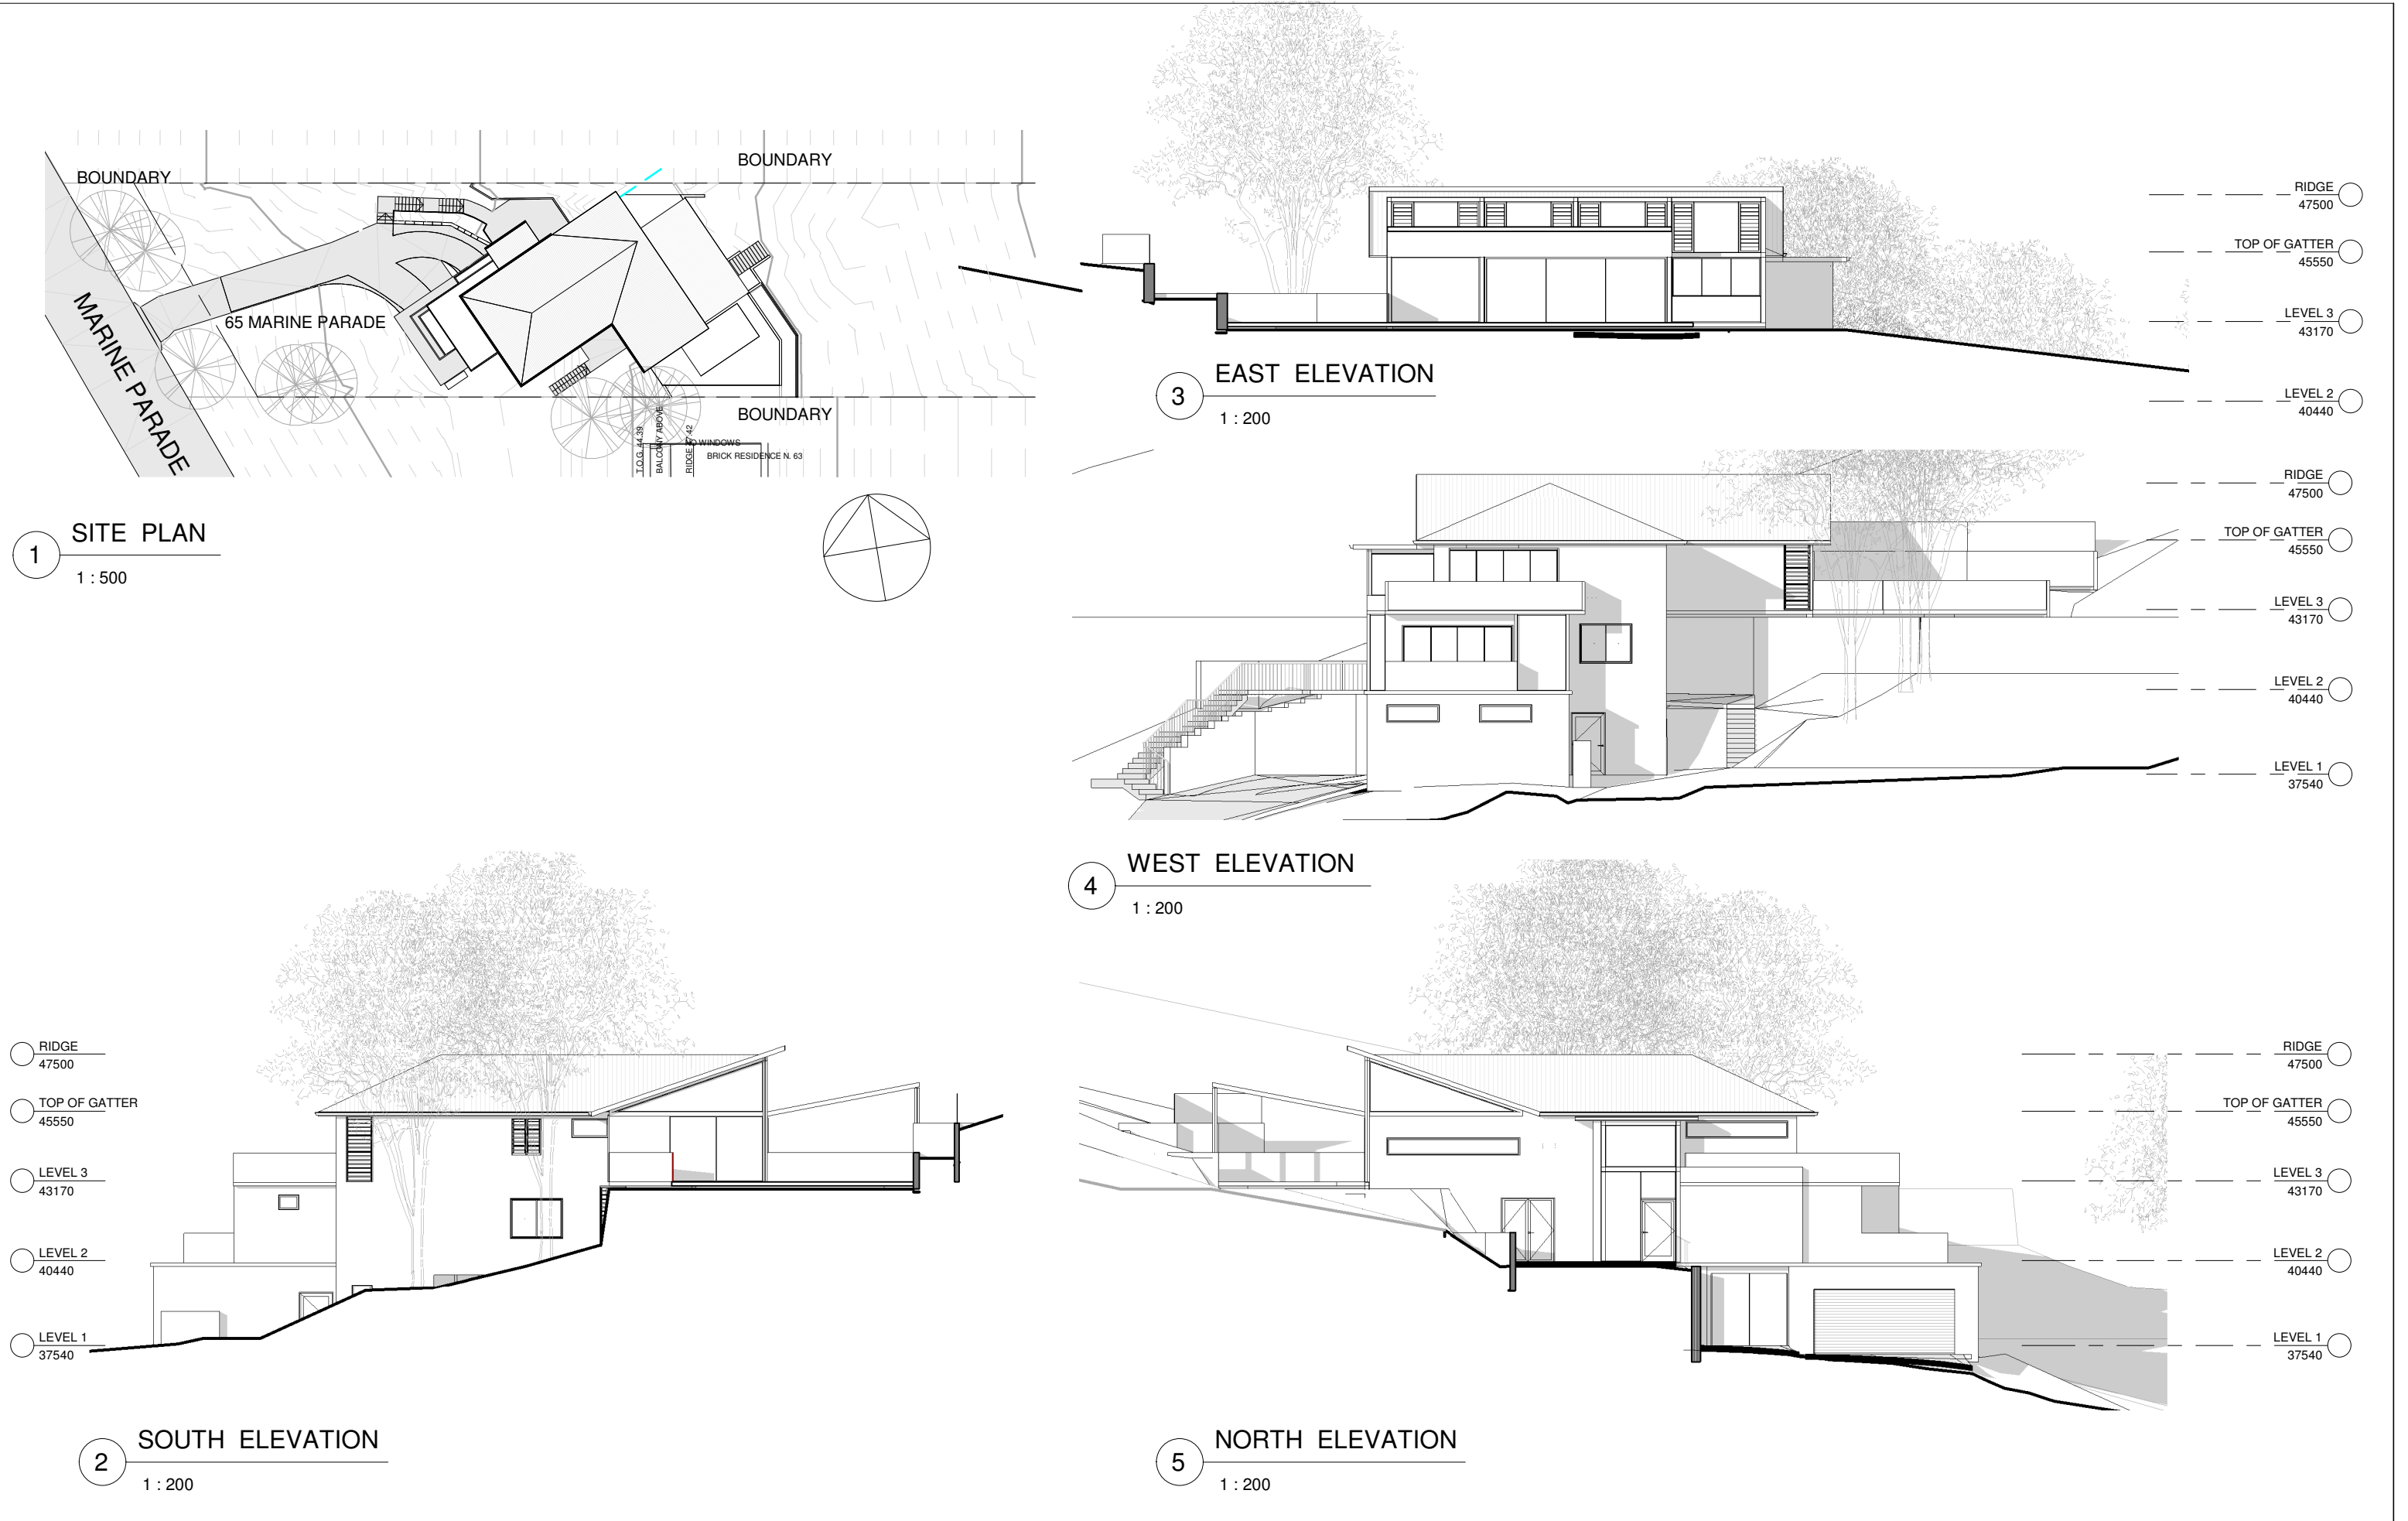 BOUNDARY
BOUNDARY
65 MARINE PARADE
MARINE PARADE
BOUNDARY
T.O.G. 44.39
BALCONY ABOVE
WINDOWS
BRICK RESIDENCE N. 63
1
SITE PLAN
1 : 500
RIDGE
47500
TOP OF GATTER
45550
LEVEL 3
43170
LEVEL 2
40440
3
EAST ELEVATION
1 : 200
RIDGE
47500
TOP OF GATTER
45550
LEVEL 3
43170
LEVEL 2
40440
LEVEL 1
37540
4
WEST ELEVATION
1 : 200
RIDGE
47500
TOP OF GATTER
45550
LEVEL 3
43170
LEVEL 2
40440
LEVEL 1
37540
2
SOUTH ELEVATION
1 : 200
RIDGE
47500
TOP OF GATTER
45550
LEVEL 3
43170
LEVEL 2
40440
LEVEL 1
37540
5
NORTH ELEVATION
1 : 200